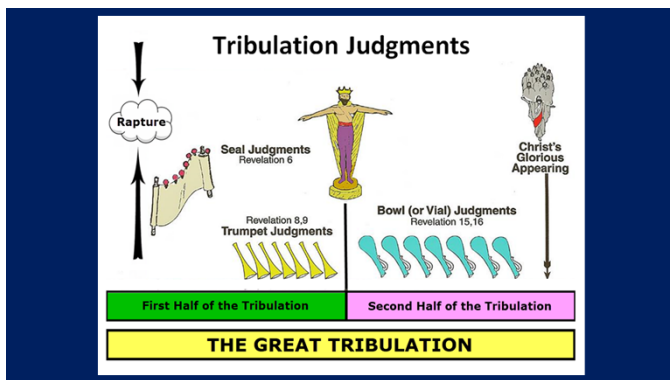 Tribulation Judgments
Rapture
Seal Judgments
Revelation 6
Christ's
Glorious
Appearing
Revelation 8,9
Trumpet Judgments
Bowl (or Vial) Judgments
Revelation 15,16
First Half of the Tribulation
Second Half of the Tribulation
THE GREAT TRIBULATION